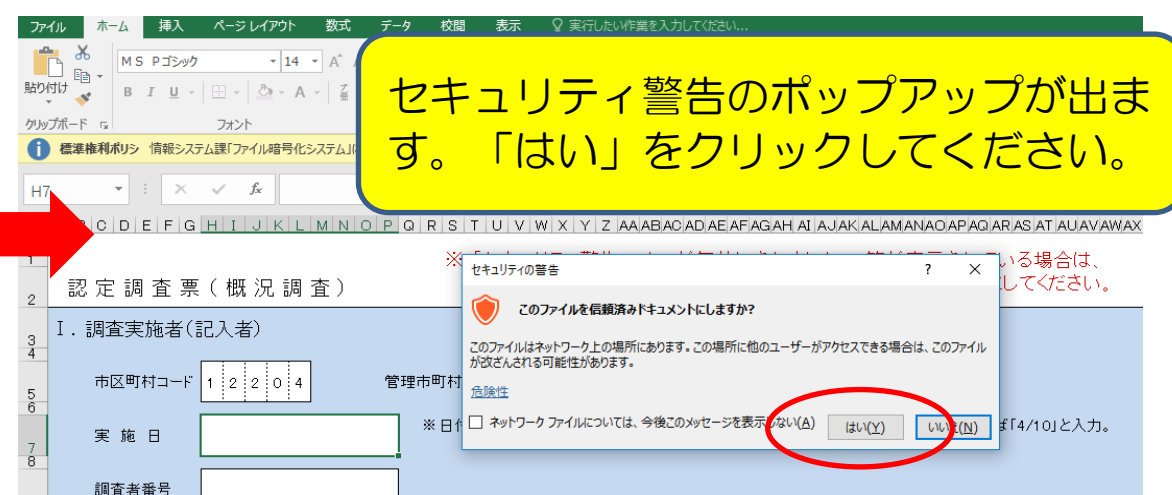 ファイル ホーム 挿入 ページ レイアウト 数式 データ 校閲 表示 実行したい作業を入力してください...
ＭＳ Ｐゴシック 14 A A
貼り付け
B I U A
クリップボード フォント
セキュリティ警告のポップアップが出ま
す。「はい」をクリックしてください。
標準権利ポリシ 情報システム課「ファイル暗号化システム」に
H7 fx
C D E F G H I J K L M N O P Q R S T U V W X Y Z AA AB AC AD AE AF AG AH AI AJ AK AL AM AN AO AP AQ AR AS AT AU AV AW AX
1
※
いる場合は、
2 認定調査票(概況調査)
してください。
セキュリティの警告 ? ×
このファイルを信頼済みドキュメントにしますか?
このファイルはネットワーク上の場所にあります。この場所に他のユーザーがアクセスできる場合は、このファイル
が改ざんされる可能性があります。
危険性
ネットワーク ファイルについては、今後このメッセージを表示しない(A) はい(Y) いいえ(N)
3 Ⅰ．調査実施者(記入者)
4
5 市区町村コード 1 2 2 0 4 管理市町村
6
7 実 施 日 ※日付
ば「4/10」と入力。
8
調査者番号